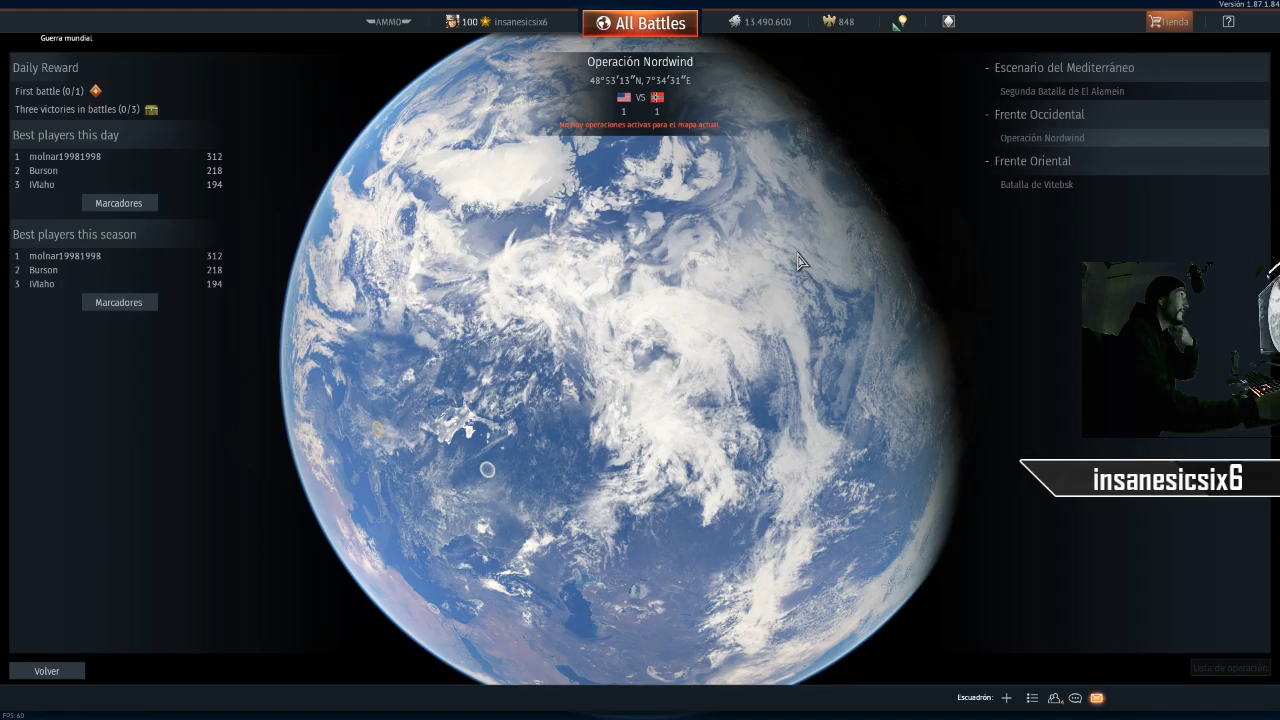 Versión 1.87.1.84
AMMO
100 insanesicsix6
All Battles
13.490.600
848
Tienda
Guerra mundial.
Daily Reward
First battle (0/1)
Three victories in battles (0/3)
Best players this day
1 molnar19981998 312
2 Burson 218
3 IVIaho 194
Marcadores
Best players this season
1 molnar19981998 312
2 Burson 218
3 IVIaho 194
Marcadores
Operación Nordwind
48°53′13″N, 7°34′31″E
VS
1 1
No hay operaciones activas para el mapa actual.
- Escenario del Mediterráneo
Segunda Batalla de El Alamein
- Frente Occidental
Operación Nordwind
- Frente Oriental
Batalla de Vitebsk
insanesicsix6
Volver
Lista de operación
Escuadrón:
FPS: 60